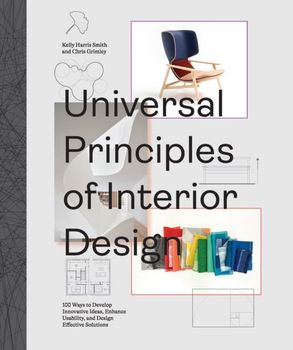 Kelly Harris Smith
and Chris Grimley
Universal
Principles
of Interior
Design
100 Ways to Develop
Innovative Ideas, Enhance
Usability, and Design
Effective Solutions